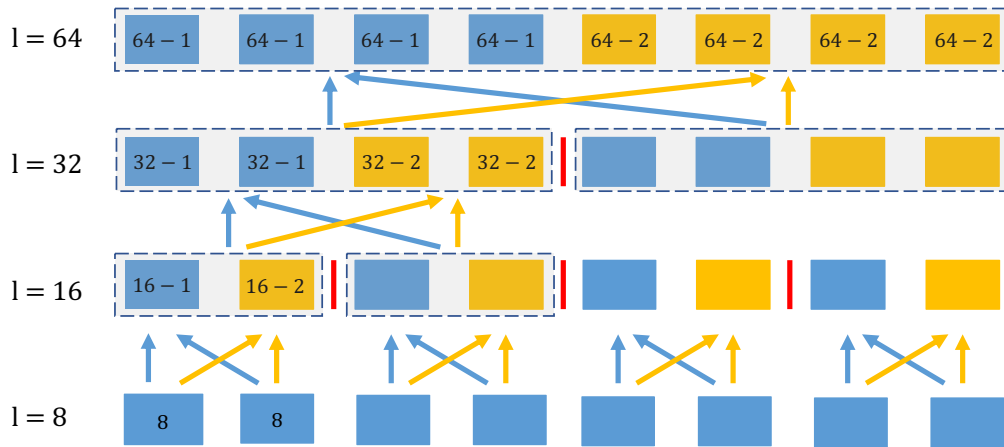 l = 64 64 − 1 64 − 1 64 − 1 64 − 1 64 − 2 64 − 2 64 − 2 64 − 2
l = 32 32 − 1 32 − 1 32 − 2 32 − 2
l = 16 16 − 1 16 − 2
l = 8 8 8